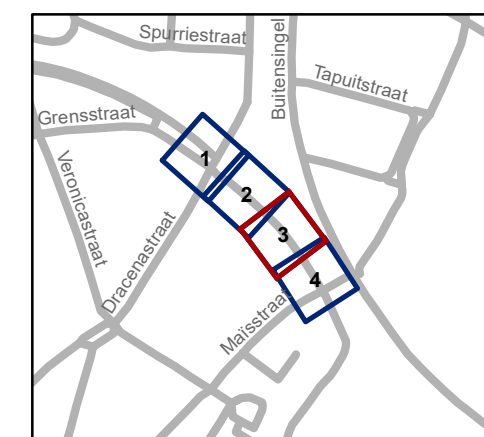 Spurriestraat
Buitensingel
Tapuitstraat
Grensstraat
Veronicastraat
Dracenastraat
Maïsstraat
1
2
3
4